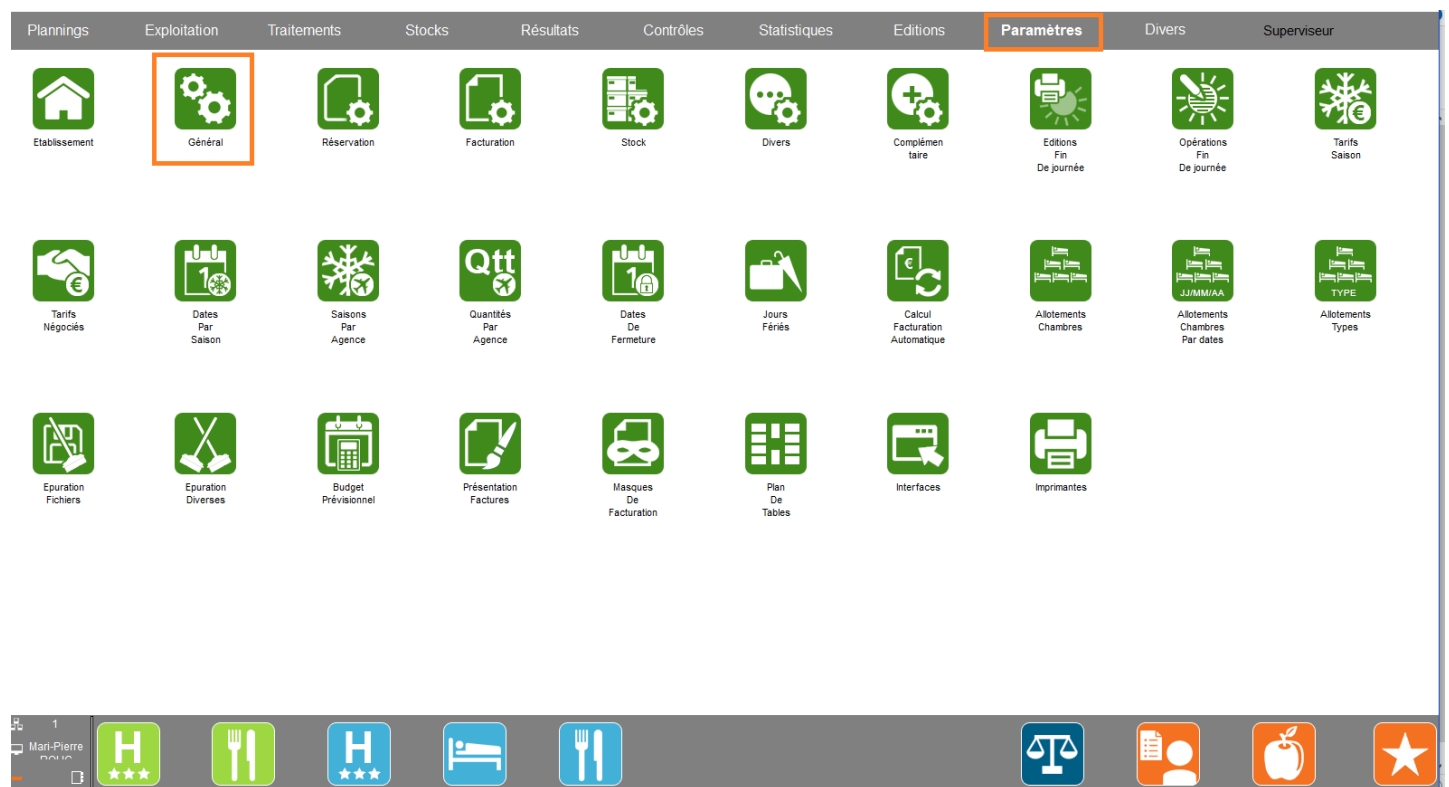 Plannings Exploitation Traitements Stocks Résultats Contrôles Statistiques Editions Paramètres Divers Superviseur
Etablissement
Général
Réservation
Facturation
Stock
Divers
Complémen
taire
Editions
Fin
De journée
Opérations
Fin
De journée
€
Tarifs
Saison
€
Tarifs
Négociés
1
Dates
Par
Saison
Saisons
Par
Agence
Qtt
Quantités
Par
Agence
1
Dates
De
Fermeture
Jours
Fériés
€
Calcul
Facturation
Automatique
Allotements
Chambres
JJ/MM/AA
Allotements
Chambres
Par dates
TYPE
Allotements
Types
Epuration
Fichiers
Epuration
Diverses
Budget
Prévisionnel
Présentation
Factures
Masques
De
Facturation
Plan
De
Tables
Interfaces
Imprimantes
1
Mari-Pierre
H
H